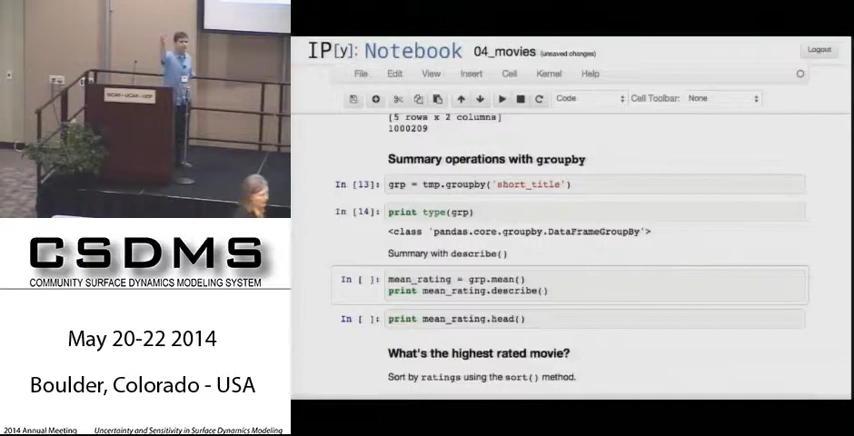 CSDMS
COMMUNITY SURFACE DYNAMICS MODELING SYSTEM
May 20-22 2014
Boulder, Colorado - USA
2014 Annual Meeting
Uncertainty and Sensitivity in Surface Dynamics Modeling
IP[y]: Notebook
04_movies (unsaved changes)
Logout
File Edit View Insert Cell Kernel Help
Code Cell Toolbar: None
[5 rows x 2 columns]
1000209
Summary operations with groupby
In [13]: grp = tmp.groupby('short_title')
In [14]: print type(grp)
<class 'pandas.core.groupby.DataFrameGroupBy'>
Summary with describe()
In [ ]: mean_rating = grp.mean()
print mean_rating.describe()
In [ ]: print mean_rating.head()
What's the highest rated movie?
Sort by ratings using the sort() method.